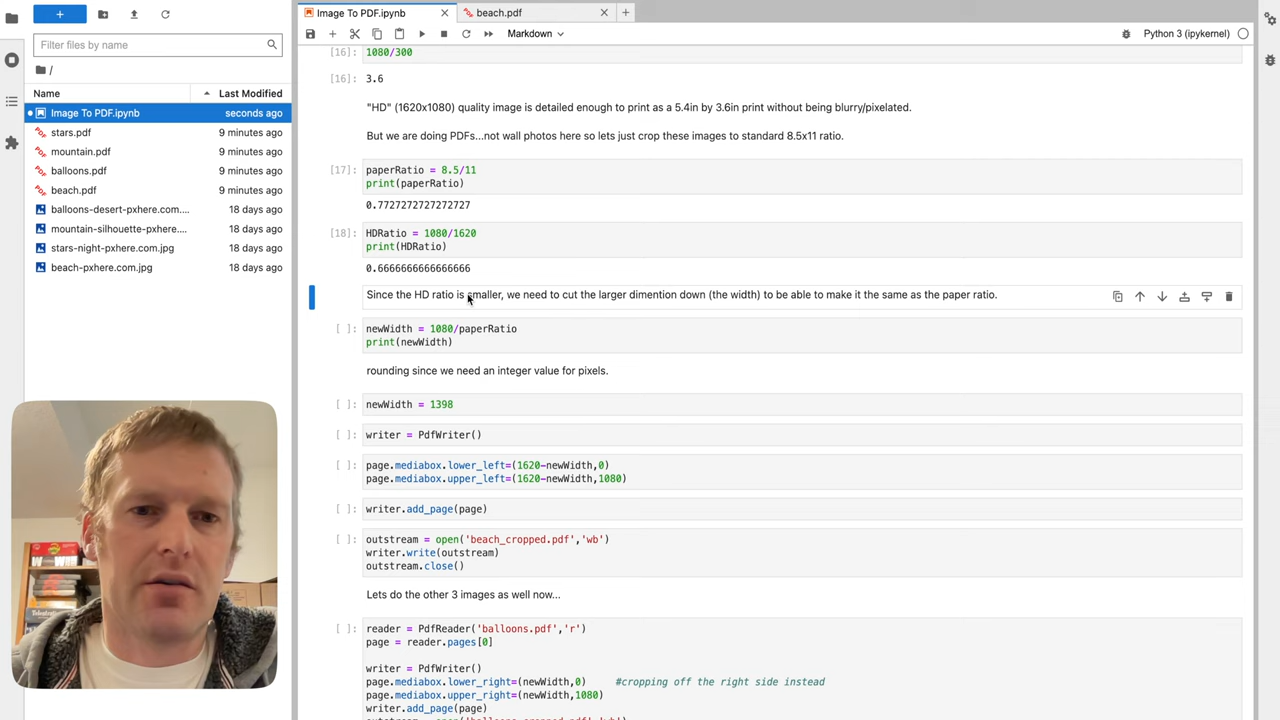 Image To PDF.ipynb
beach.pdf
Markdown
Python 3 (ipykernel)
Filter files by name
/
Name
Last Modified
Image To PDF.ipynb
seconds ago
stars.pdf
9 minutes ago
mountain.pdf
9 minutes ago
balloons.pdf
9 minutes ago
beach.pdf
9 minutes ago
balloons-desert-pxhere.com....
18 days ago
mountain-silhouette-pxhere...
18 days ago
stars-night-pxhere.com.jpg
18 days ago
beach-pxhere.com.jpg
18 days ago
[16]: 1080/300
[16]: 3.6
"HD" (1620x1080) quality image is detailed enough to print as a 5.4in by 3.6in print without being blurry/pixelated.
But we are doing PDFs...not wall photos here so lets just crop these images to standard 8.5x11 ratio.
[17]: paperRatio = 8.5/11
print(paperRatio)
0.7727272727272727
[18]: HDRatio = 1080/1620
print(HDRatio)
0.6666666666666666
Since the HD ratio is smaller, we need to cut the larger dimention down (the width) to be able to make it the same as the paper ratio.
[ ]: newWidth = 1080/paperRatio
print(newWidth)
rounding since we need an integer value for pixels.
[ ]: newWidth = 1398
[ ]: writer = PdfWriter()
[ ]: page.mediabox.lower_left=(1620-newWidth,0)
page.mediabox.upper_left=(1620-newWidth,1080)
[ ]: writer.add_page(page)
[ ]: outstream = open('beach_cropped.pdf','wb')
writer.write(outstream)
outstream.close()
Lets do the other 3 images as well now...
[ ]: reader = PdfReader('balloons.pdf','r')
page = reader.pages[0]
writer = PdfWriter()
page.mediabox.lower_right=(newWidth,0) #cropping off the right side instead
page.mediabox.upper_right=(newWidth,1080)
writer.add_page(page)